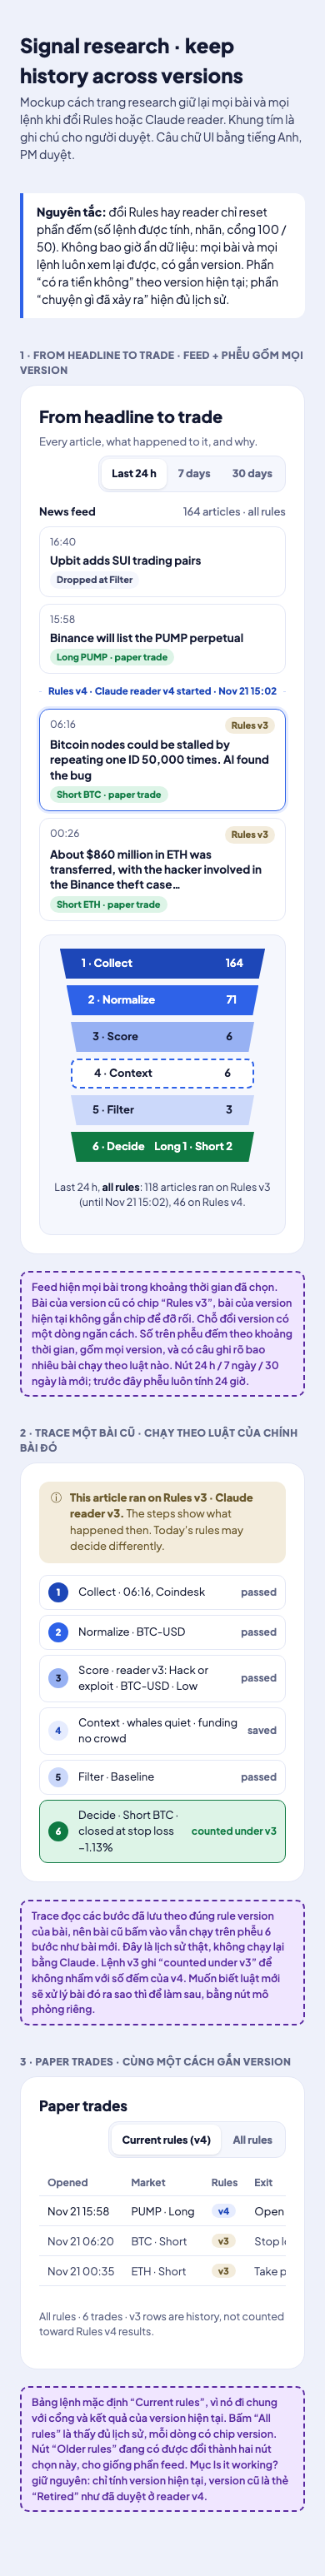 Signal research · keep
history across versions
Mockup cách trang research giữ lại mọi bài và mọi
lệnh khi đổi Rules hoặc Claude reader. Khung tím là
ghi chú cho người duyệt. Câu chữ UI bằng tiếng Anh,
PM duyệt.
Nguyên tắc: đổi Rules hay reader chỉ reset
phần đếm (số lệnh được tính, nhãn, cổng 100 /
50). Không bao giờ ẩn dữ liệu: mọi bài và mọi
lệnh luôn xem lại được, có gắn version. Phần
“có ra tiền không” theo version hiện tại; phần
“chuyện gì đã xảy ra” hiện đủ lịch sử.
1 · FROM HEADLINE TO TRADE · FEED + PHỄU GỒM MỌI
VERSION
From headline to trade
Every article, what happened to it, and why.
Last 24 h 7 days 30 days
News feed 164 articles · all rules
16:40
Upbit adds SUI trading pairs
Dropped at Filter
15:58
Binance will list the PUMP perpetual
Long PUMP · paper trade
Rules v4 · Claude reader v4 started · Nov 21 15:02
06:16 Rules v3
Bitcoin nodes could be stalled by
repeating one ID 50,000 times. AI found
the bug
Short BTC · paper trade
00:26 Rules v3
About $860 million in ETH was
transferred, with the hacker involved in
the Binance theft case…
Short ETH · paper trade
1 · Collect 164
2 · Normalize 71
3 · Score 6
4 · Context 6
5 · Filter 3
6 · Decide Long 1 · Short 2
Last 24 h, all rules: 118 articles ran on Rules v3
(until Nov 21 15:02), 46 on Rules v4.
Feed hiện mọi bài trong khoảng thời gian đã chọn.
Bài của version cũ có chip “Rules v3”, bài của version
hiện tại không gắn chip để đỡ rối. Chỗ đổi version có
một dòng ngăn cách. Số trên phễu đếm theo khoảng
thời gian, gồm mọi version, và có câu ghi rõ bao
nhiêu bài chạy theo luật nào. Nút 24 h / 7 ngày / 30
ngày là mới; trước đây phễu luôn tính 24 giờ.
2 · TRACE MỘT BÀI CŨ · CHẠY THEO LUẬT CỦA CHÍNH
BÀI ĐÓ
ⓘ This article ran on Rules v3 · Claude
reader v3. The steps show what
happened then. Today's rules may
decide differently.
1 Collect · 06:16, Coindesk passed
2 Normalize · BTC-USD passed
3 Score · reader v3: Hack or
exploit · BTC-USD · Low passed
4 Context · whales quiet · funding
no crowd saved
5 Filter · Baseline passed
6 Decide · Short BTC ·
closed at stop loss
−1.13% counted under v3
Trace đọc các bước đã lưu theo đúng rule version
của bài, nên bài cũ bấm vào vẫn chạy trên phễu 6
bước như bài mới. Đây là lịch sử thật, không chạy lại
bằng Claude. Lệnh v3 ghi “counted under v3” để
không nhầm với số đếm của v4. Muốn biết luật mới
sẽ xử lý bài đó ra sao thì để làm sau, bằng nút mô
phỏng riêng.
3 · PAPER TRADES · CÙNG MỘT CÁCH GẮN VERSION
Paper trades
Current rules (v4) All rules
Opened Market Rules Exit
Nov 21 15:58 PUMP · Long v4 Open
Nov 21 06:20 BTC · Short v3 Stop
Nov 21 00:35 ETH · Short v3 Take
All rules · 6 trades · v3 rows are history, not counted
toward Rules v4 results.
Bảng lệnh mặc định “Current rules”, vì nó đi chung
với cổng và kết quả của version hiện tại. Bấm “All
rules” là thấy đủ lịch sử, mỗi dòng có chip version.
Nút “Older rules” đang có được đổi thành hai nút
chọn này, cho giống phần feed. Mục Is it working?
giữ nguyên: chỉ tính version hiện tại, version cũ là thẻ
“Retired” như đã duyệt ở reader v4.